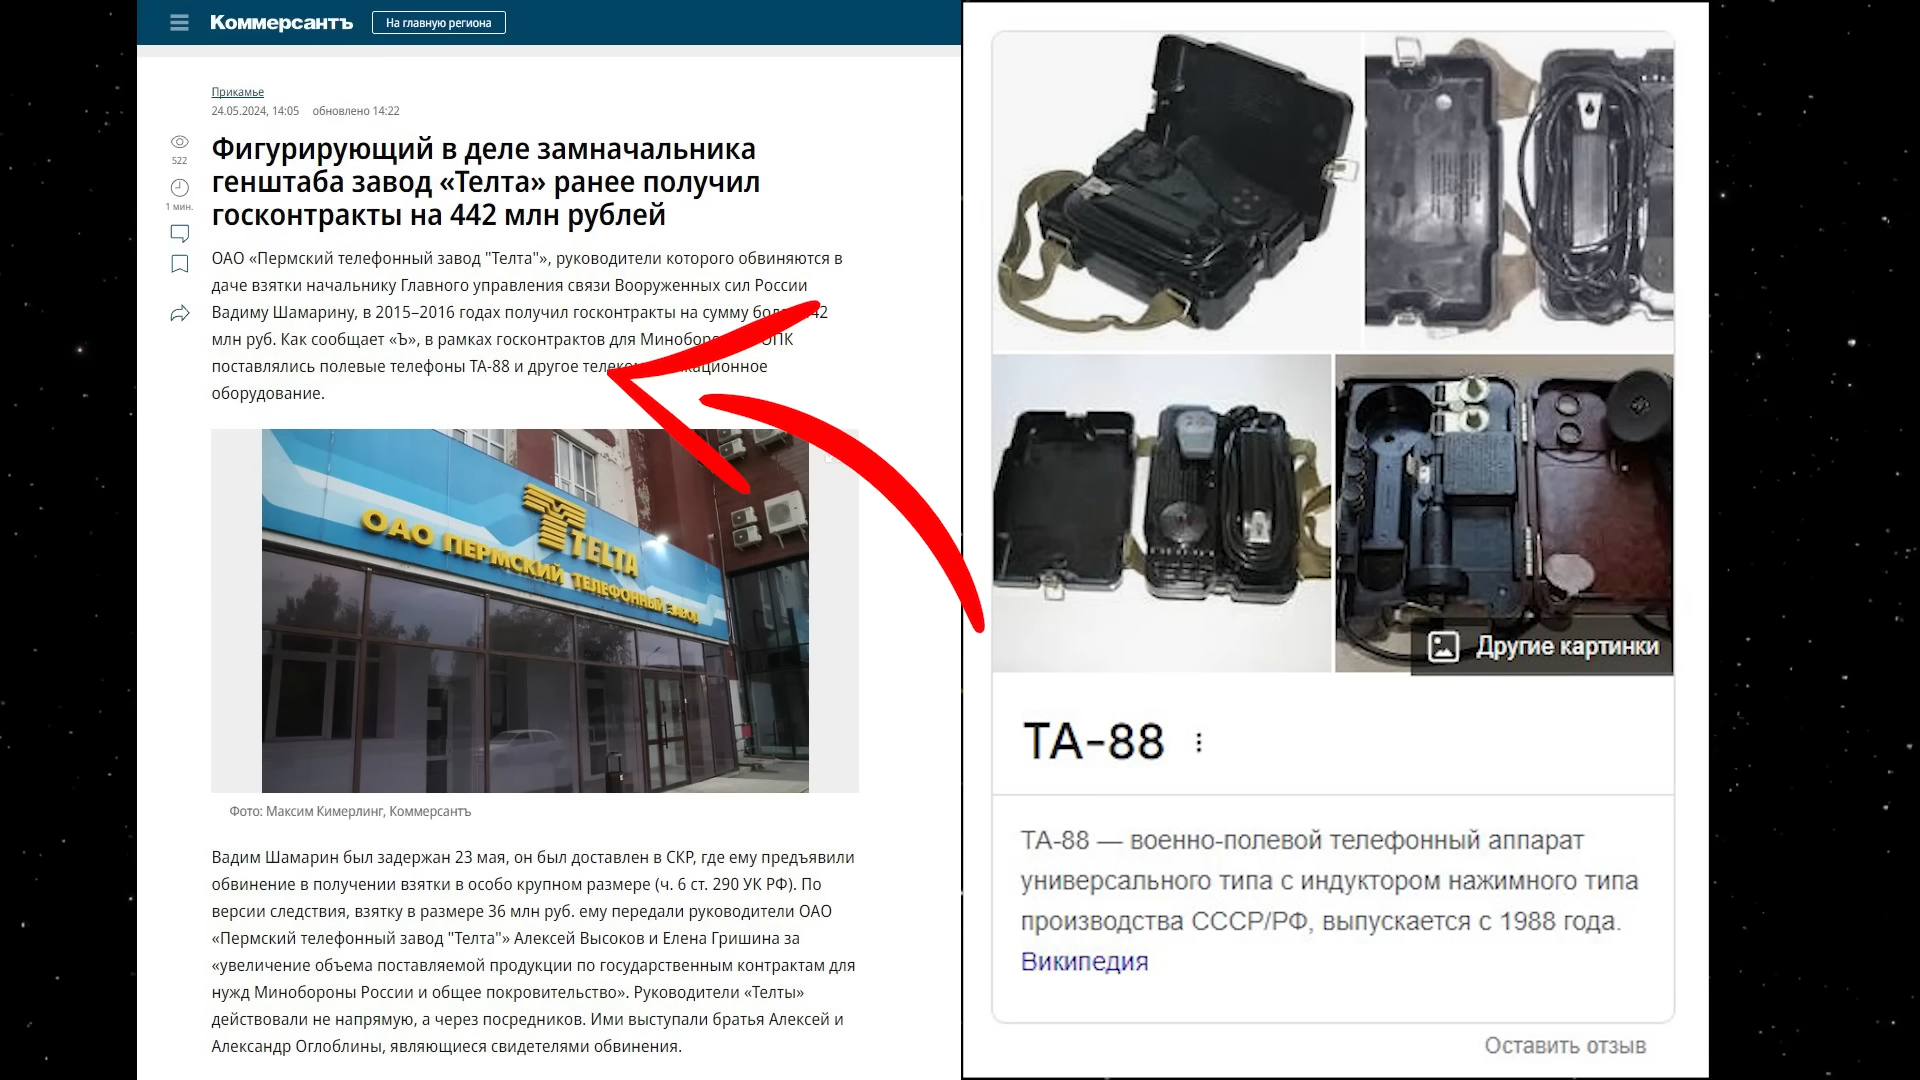 Коммерсантъ
На главную региона
Прикамье
24.05.2024, 14:05 обновлено 14:22
522
1 мин.
Фигурирующий в деле замначальника
генштаба завод «Телта» ранее получил
госконтракты на 442 млн рублей
ОАО «Пермский телефонный завод "Телта"», руководители которого обвиняются в
даче взятки начальнику Главного управления связи Вооруженных сил России
Вадиму Шамарину, в 2015–2016 годах получил госконтракты на сумму
млн руб. Как сообщает «Ъ», в рамках госконтрактов для ОПК
поставлялись полевые телефоны ТА-88 и другое
оборудование.
TELTA
ОАО ПЕРМСКИЙ ТЕЛЕФОННЫЙ ЗАВОД
Фото: Максим Кимерлинг, Коммерсантъ
Вадим Шамарин был задержан 23 мая, он был доставлен в СКР, где ему предъявили
обвинение в получении взятки в особо крупном размере (ч. 6 ст. 290 УК РФ). По
версии следствия, взятку в размере 36 млн руб. ему передали руководители ОАО
«Пермский телефонный завод "Телта"» Алексей Высоков и Елена Гришина за
«увеличение объема поставляемой продукции по государственным контрактам для
нужд Минобороны России и общее покровительство». Руководители «Телты»
действовали не напрямую, а через посредников. Ими выступали братья Алексей и
Александр Оглоблины, являющиеся свидетелями обвинения.
Другие картинки
ТА-88
ТА-88 — военно-полевой телефонный аппарат
универсального типа с индуктором нажимного типа
производства СССР/РФ, выпускается с 1988 года.
Википедия
Оставить отзыв